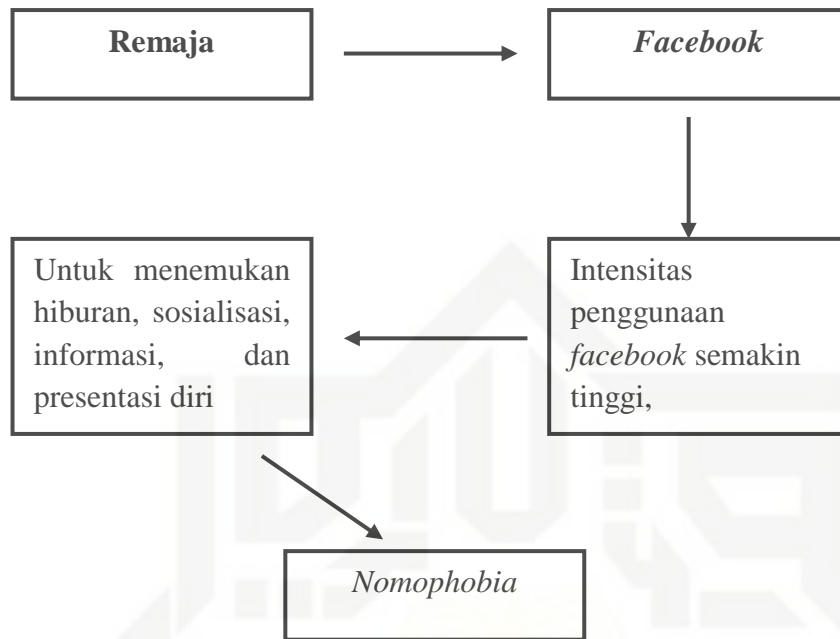 Remaja
Facebook
Untuk menemukan
hiburan, sosialisasi,
informasi, dan
presentasi diri
Intensitas
penggunaan
facebook semakin
tinggi,
Nomophobia